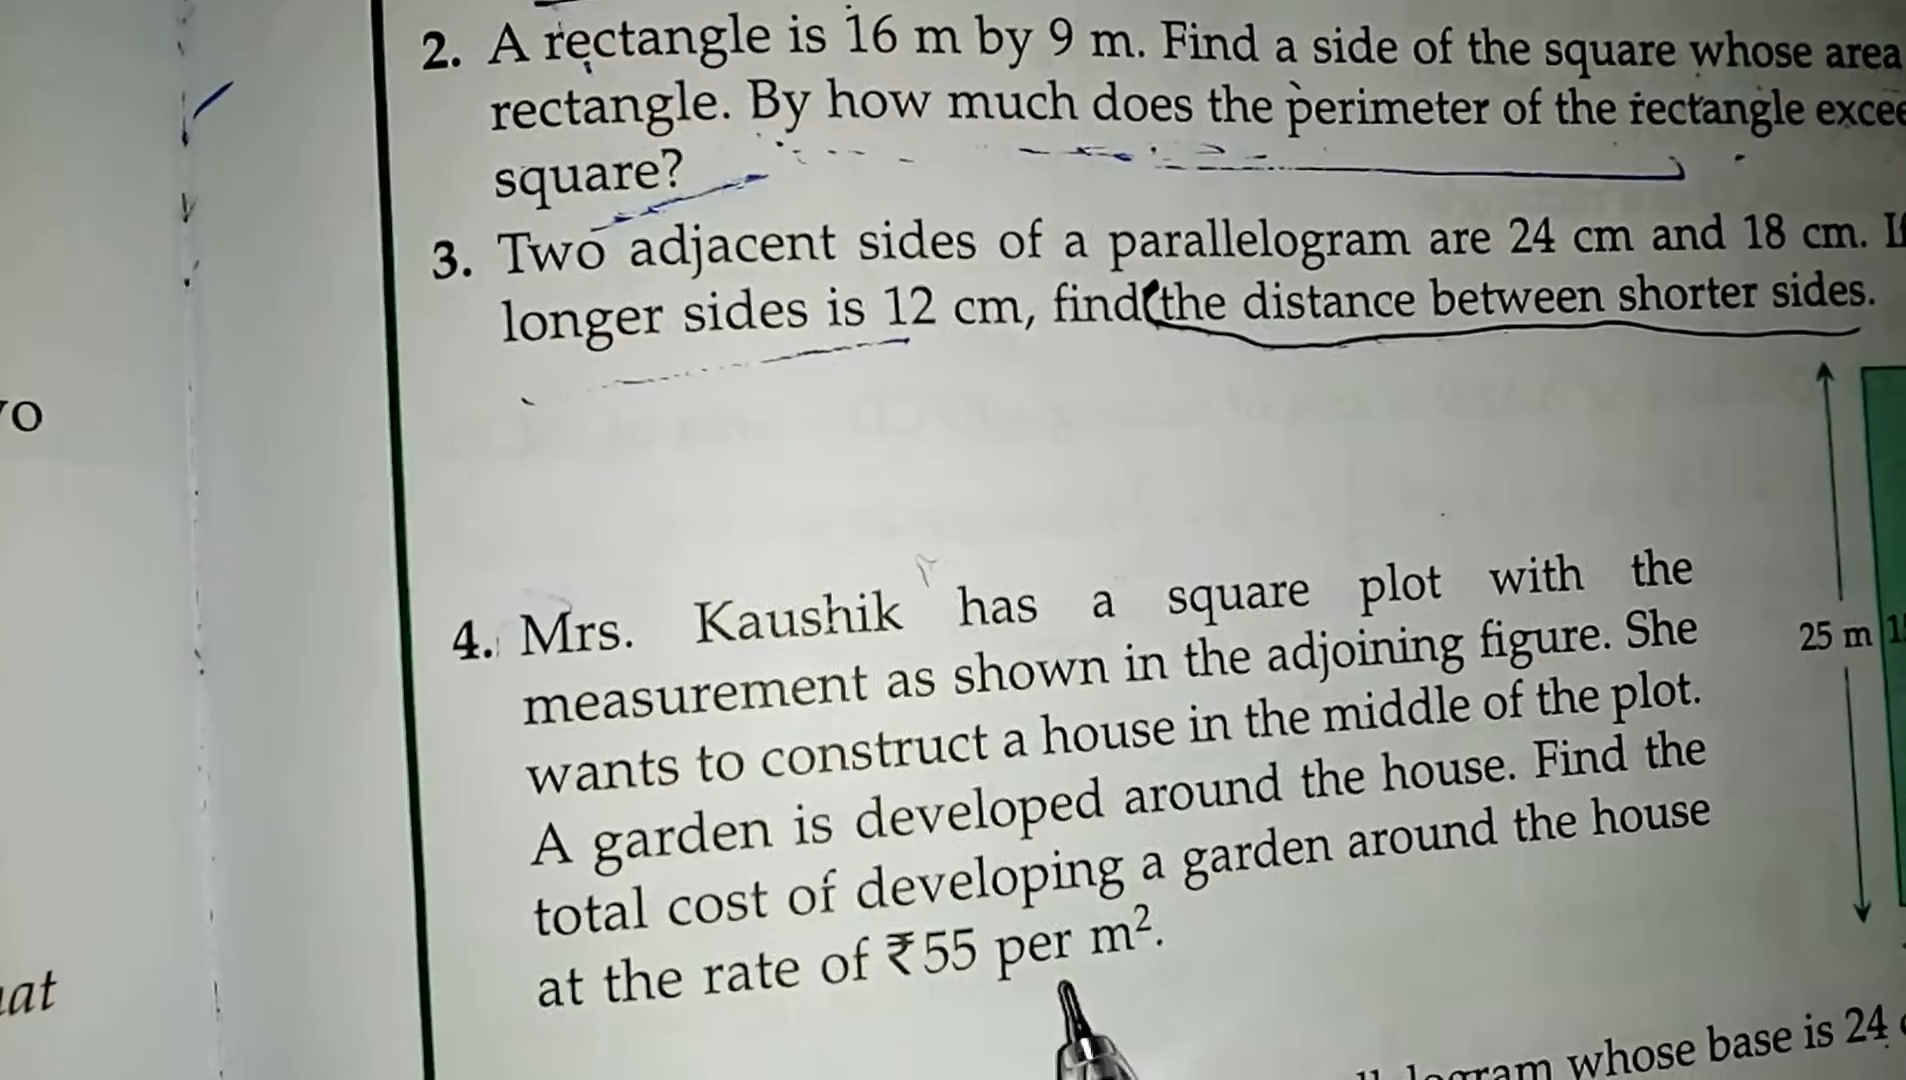 2. A rectangle is 16 m by 9 m. Find a side of the square whose area
rectangle. By how much does the perimeter of the rectangle excee
square?
3. Two adjacent sides of a parallelogram are 24 cm and 18 cm. If
longer sides is 12 cm, find the distance between shorter sides.
4. Mrs. Kaushik has a square plot with the
measurement as shown in the adjoining figure. She
wants to construct a house in the middle of the plot.
A garden is developed around the house. Find the
total cost of developing a garden around the house
at the rate of ₹55 per m².
25 m
whose base is 24